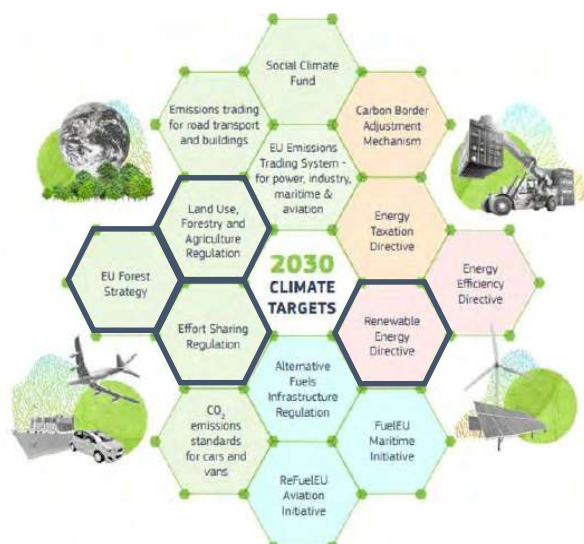 Social Climate
Fund
Emissions trading
for road transport
and buildings
Carbon Border
Adjustment
Mechanism
EU Emissions
Trading System -
for power, industry,
maritime &
aviation
Land Use,
Forestry and
Agriculture
Regulation
Energy
Taxation
Directive
EU Forest
Strategy
2030
CLIMATE
TARGETS
Energy
Efficiency
Directive
Effort Sharing
Regulation
Renewable
Energy
Directive
Alternative
Fuels
Infrastructure
Regulation
CO₂
emissions
standards
for cars and
vans
FuelEU
Maritime
Initiative
ReFuelEU
Aviation
Initiative